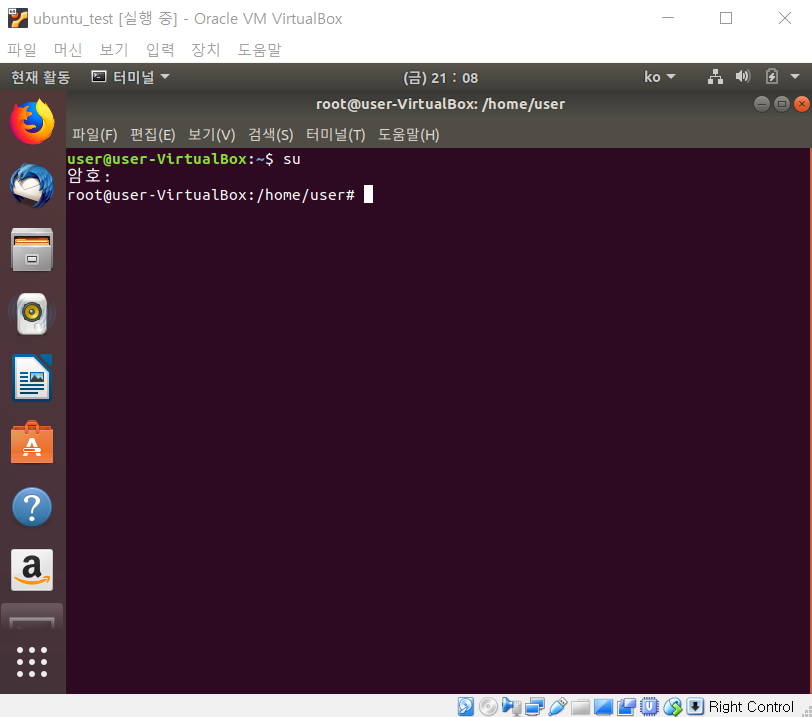 ubuntu_test [실행 중] - Oracle VM VirtualBox
파일 머신 보기 입력 장치 도움말
현재 활동 터미널 (금) 21 : 08 ko
root@user-VirtualBox: /home/user
파일(F) 편집(E) 보기(V) 검색(S) 터미널(T) 도움말(H)
user@user-VirtualBox:~$ su
암호:
root@user-VirtualBox:/home/user#
Right Control